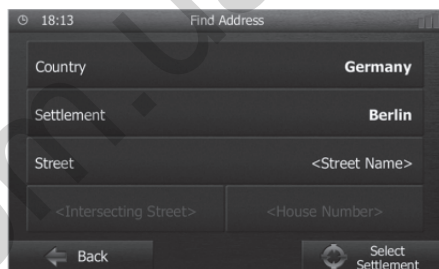 18:13 Find Address
Country Germany
Settlement Berlin
Street <Street Name>
<Intersecting Street> <House Number>
Back Select
Settlement